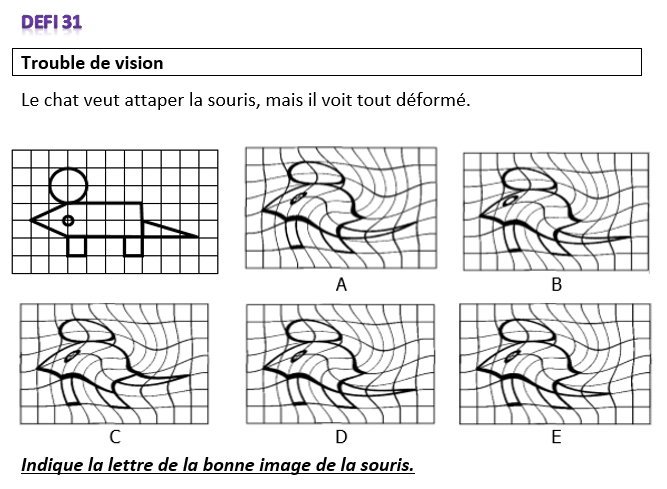 DEFI 31
Trouble de vision
Le chat veut attaper la souris, mais il voit tout déformé.
A
B
C
D
E
Indique la lettre de la bonne image de la souris.